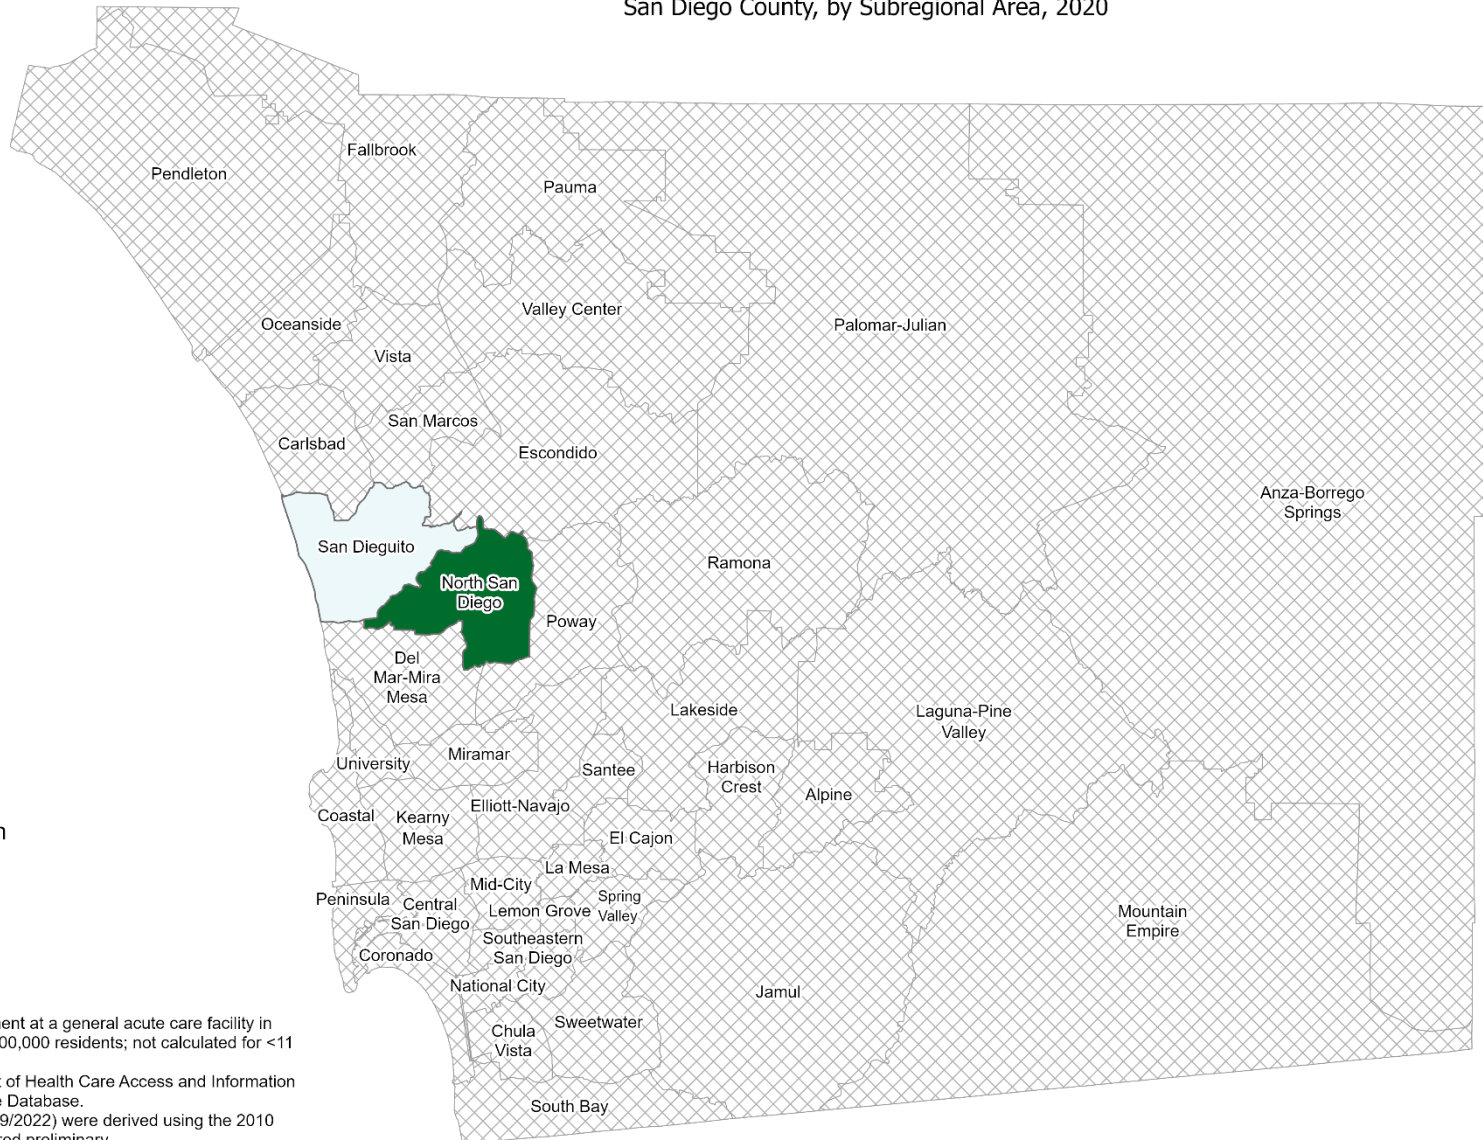 San Diego County, by Subregional Area, 2020
Fallbrook
Pendleton
Pauma
Valley Center
Oceanside
Palomar-Julian
Vista
San Marcos
Carlsbad
Escondido
Anza-Borrego
Springs
San Dieguito
Ramona
North San
Diego
Poway
Del
Mar-Mira
Mesa
Lakeside
Laguna-Pine
Valley
Miramar
University
Santee
Harbison
Crest
Alpine
Elliott-Navajo
Coastal
Kearny
Mesa
El Cajon
La Mesa
Mid-City
Peninsula
Central
San Diego
Spring
Valley
Lemon Grove
Mountain
Empire
Southeastern
San Diego
Coronado
National City
Jamul
Sweetwater
Chula
Vista
South Bay
n
ent at a general acute care facility in
00,000 residents; not calculated for <11
of Health Care Access and Information
Database.
9/2022) were derived using the 2010
preliminary